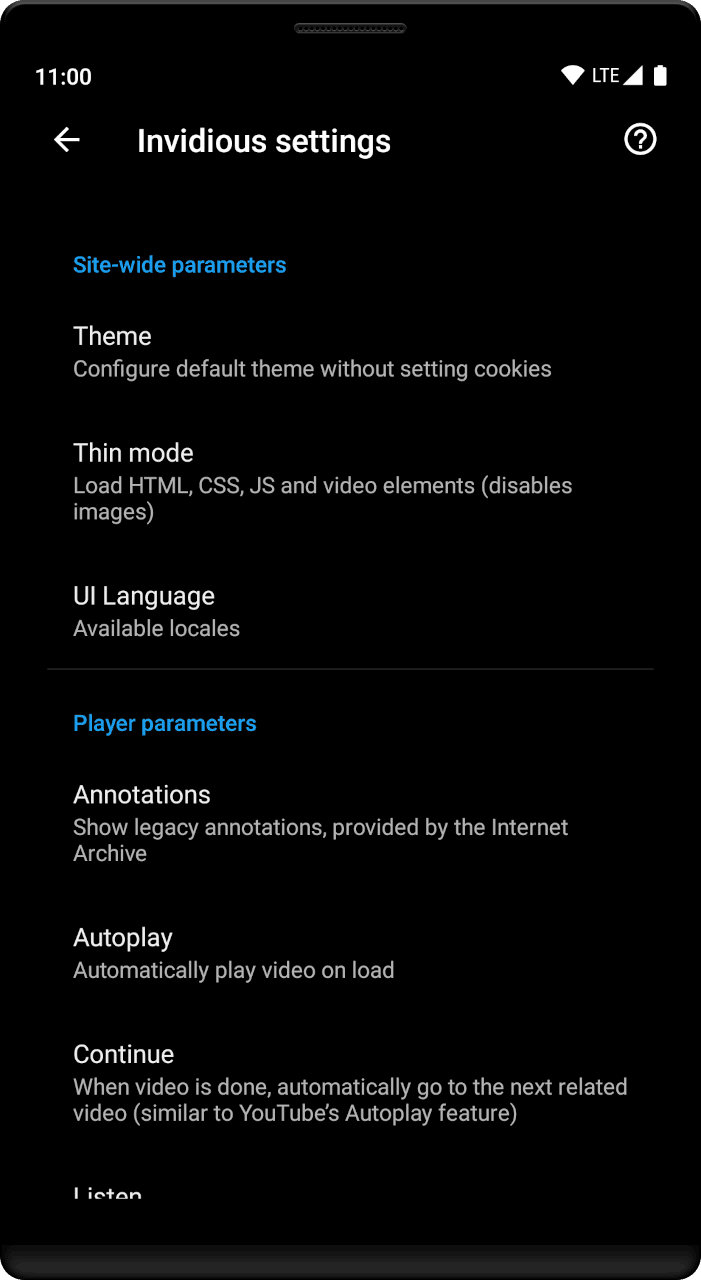 11:00
LTE
Invidious settings
Site-wide parameters
Theme
Configure default theme without setting cookies
Thin mode
Load HTML, CSS, JS and video elements (disables
images)
UI Language
Available locales
Player parameters
Annotations
Show legacy annotations, provided by the Internet
Archive
Autoplay
Automatically play video on load
Continue
When video is done, automatically go to the next related
video (similar to YouTube’s Autoplay feature)
Listen